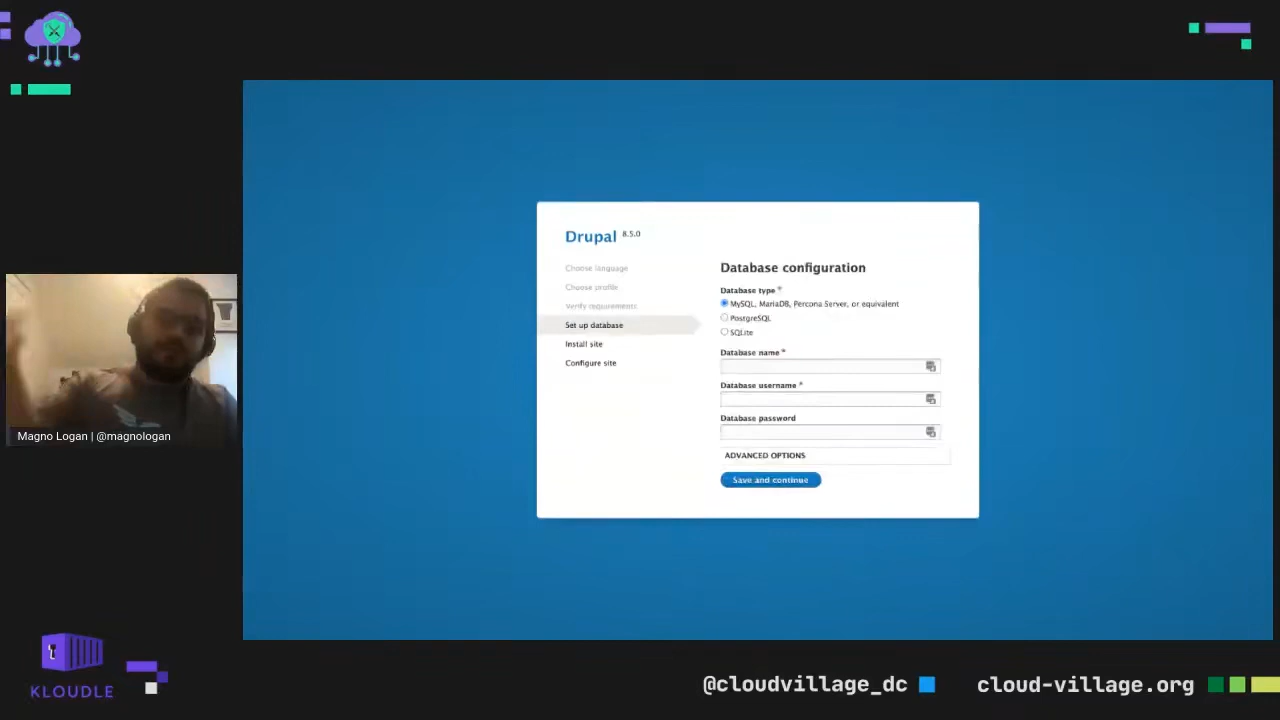 Drupal 8.5.0
Choose language
Choose profile
Verify requirements
Set up database
Install site
Configure site
Database configuration
Database type *
MySQL, MariaDB, Percona Server, or equivalent
PostgreSQL
SQLite
Database name *
Database username *
Database password
ADVANCED OPTIONS
Save and continue
Magno Logan | @magnologan
KLOUDLE
@cloudvillage_dc
cloud-village.org